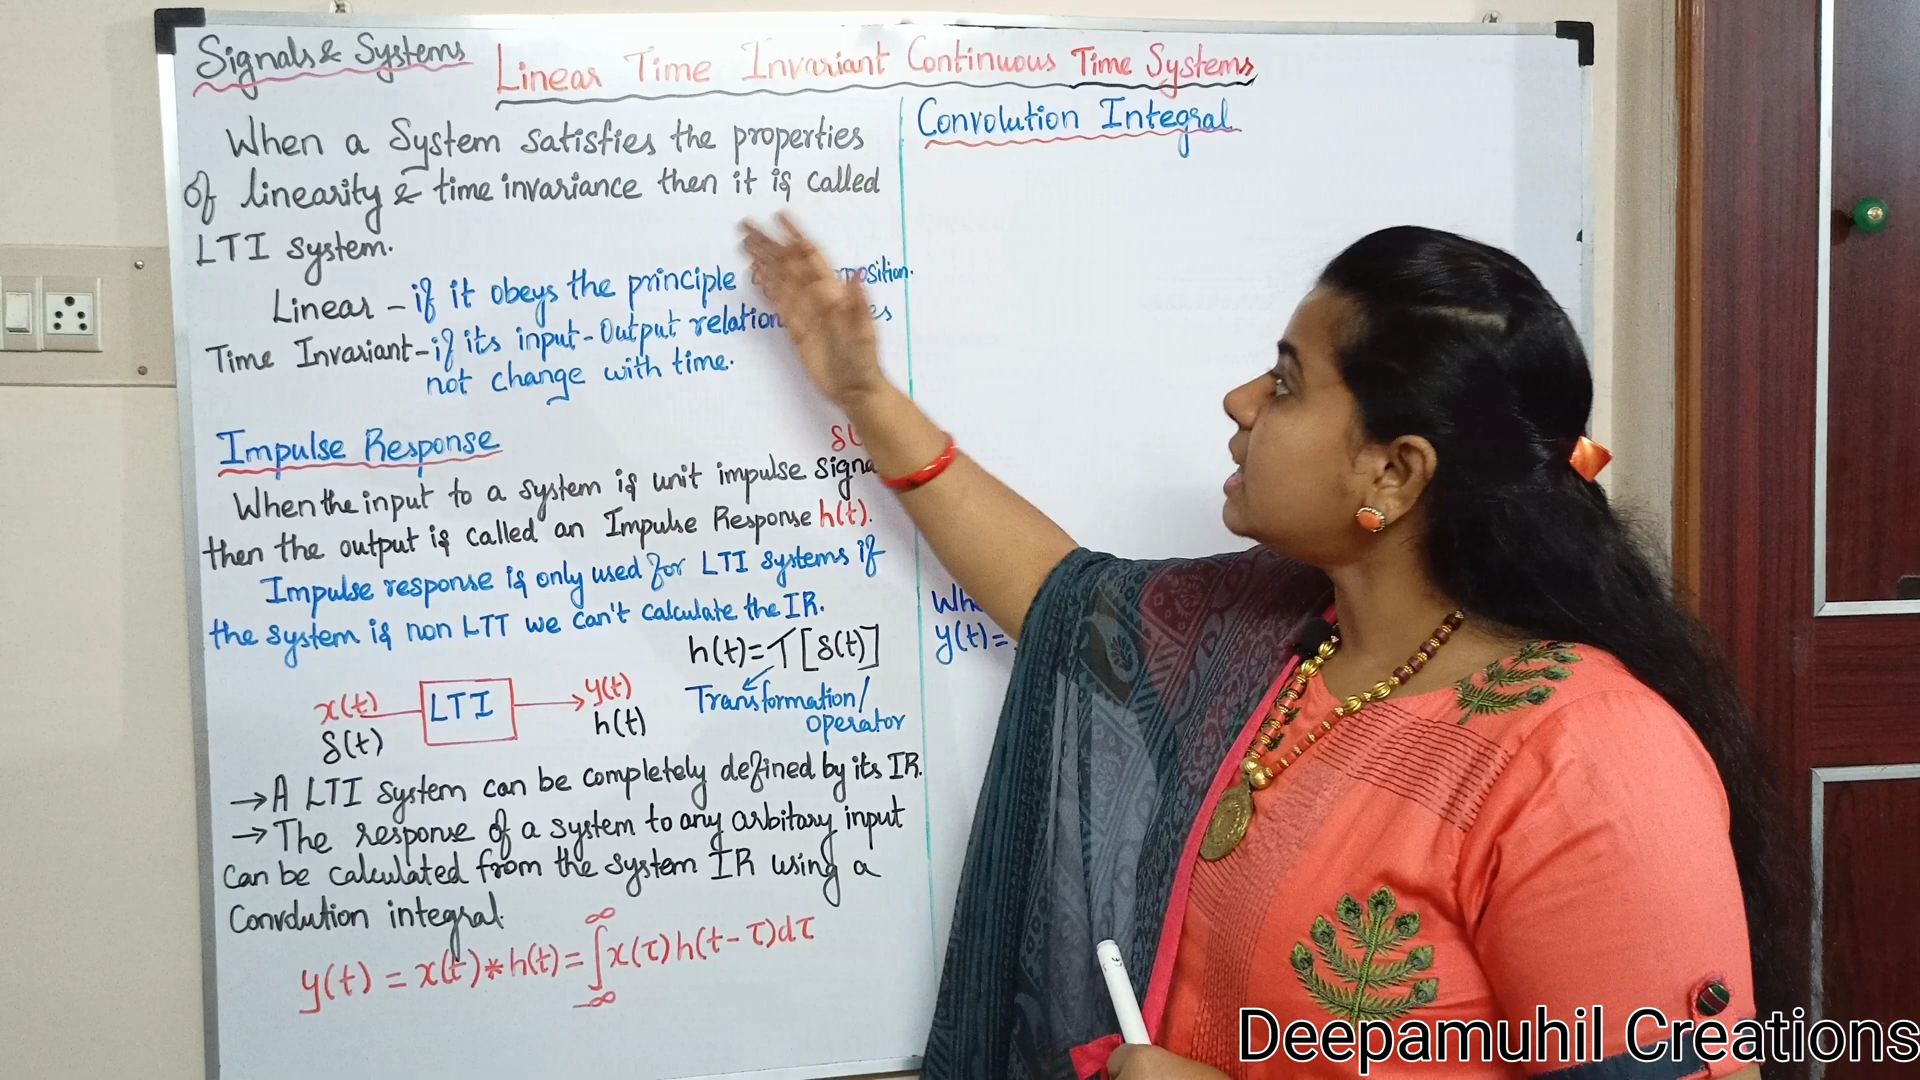 Signals & Systems
Linear Time Invariant Continuous Time Systems
When a System satisfies the properties
of linearity & time invariance then it is called
LTI system.
Linear - if it obeys the principle
Time Invariant - if its input-Output relation
not change with time.
Impulse Response
When the input to a system is unit impulse
then the output is called an Impulse Response h(t).
Impulse response is only used for LTI systems if
the system is non LTI we can't calculate the IR.
h(t)=T[δ(t)]
Transformation/
operator
x(t) LTI y(t)
δ(t) h(t)
→ A LTI system can be completely defined by its IR.
→ The response of a system to any arbitary input
can be calculated from the system IR using a
Convolution integral.
y(t) = x(t) * h(t) = ∫_{-∞}^{∞} x(τ) h(t-τ)dτ
Convolution Integral
y(t)=
Deepamuhil Creations